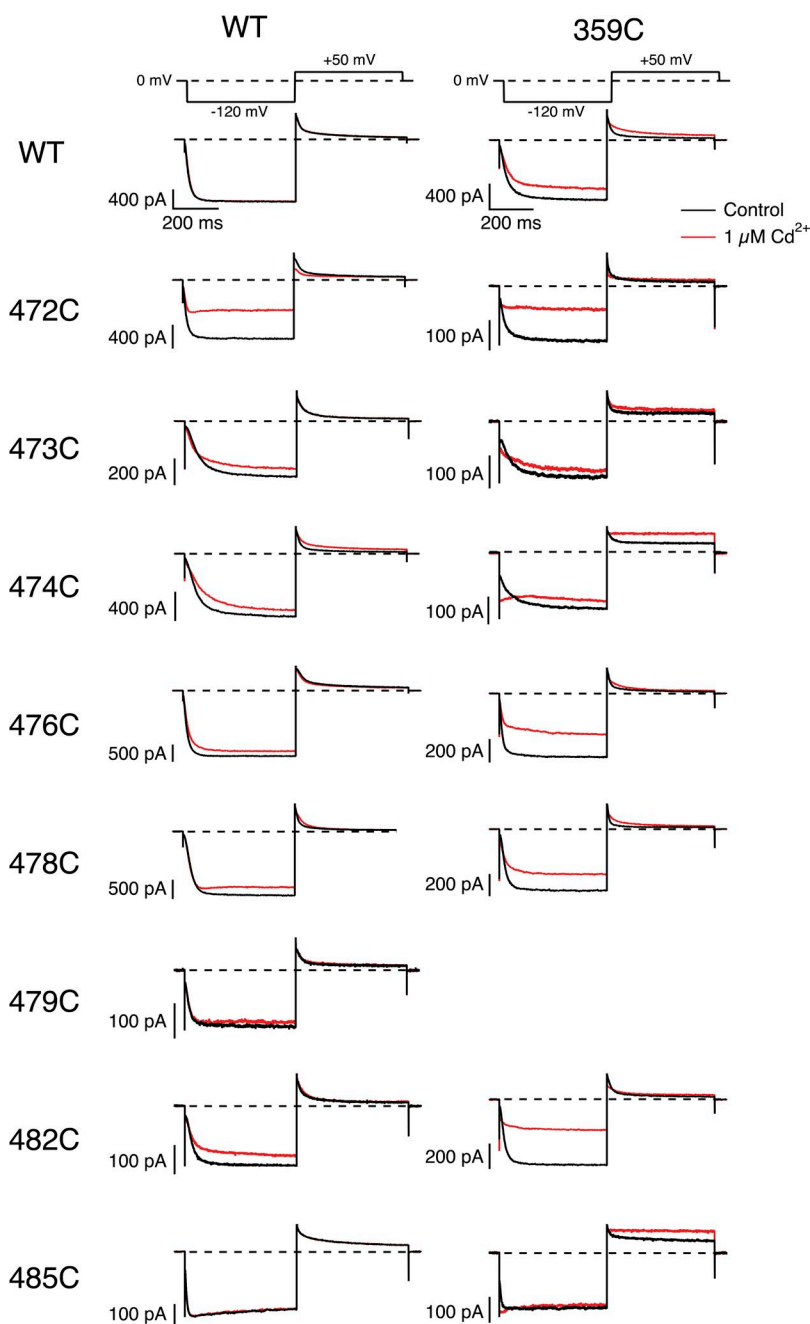 WT 359C
+50 mV +50 mV
0 mV 0 mV
-120 mV -120 mV
WT
400 pA 400 pA
200 ms 200 ms
Control
1 µM Cd²⁺
472C
400 pA 100 pA
473C
200 pA 100 pA
474C
400 pA 100 pA
476C
500 pA 200 pA
478C
500 pA 200 pA
479C
100 pA
482C
100 pA 200 pA
485C
100 pA 100 pA